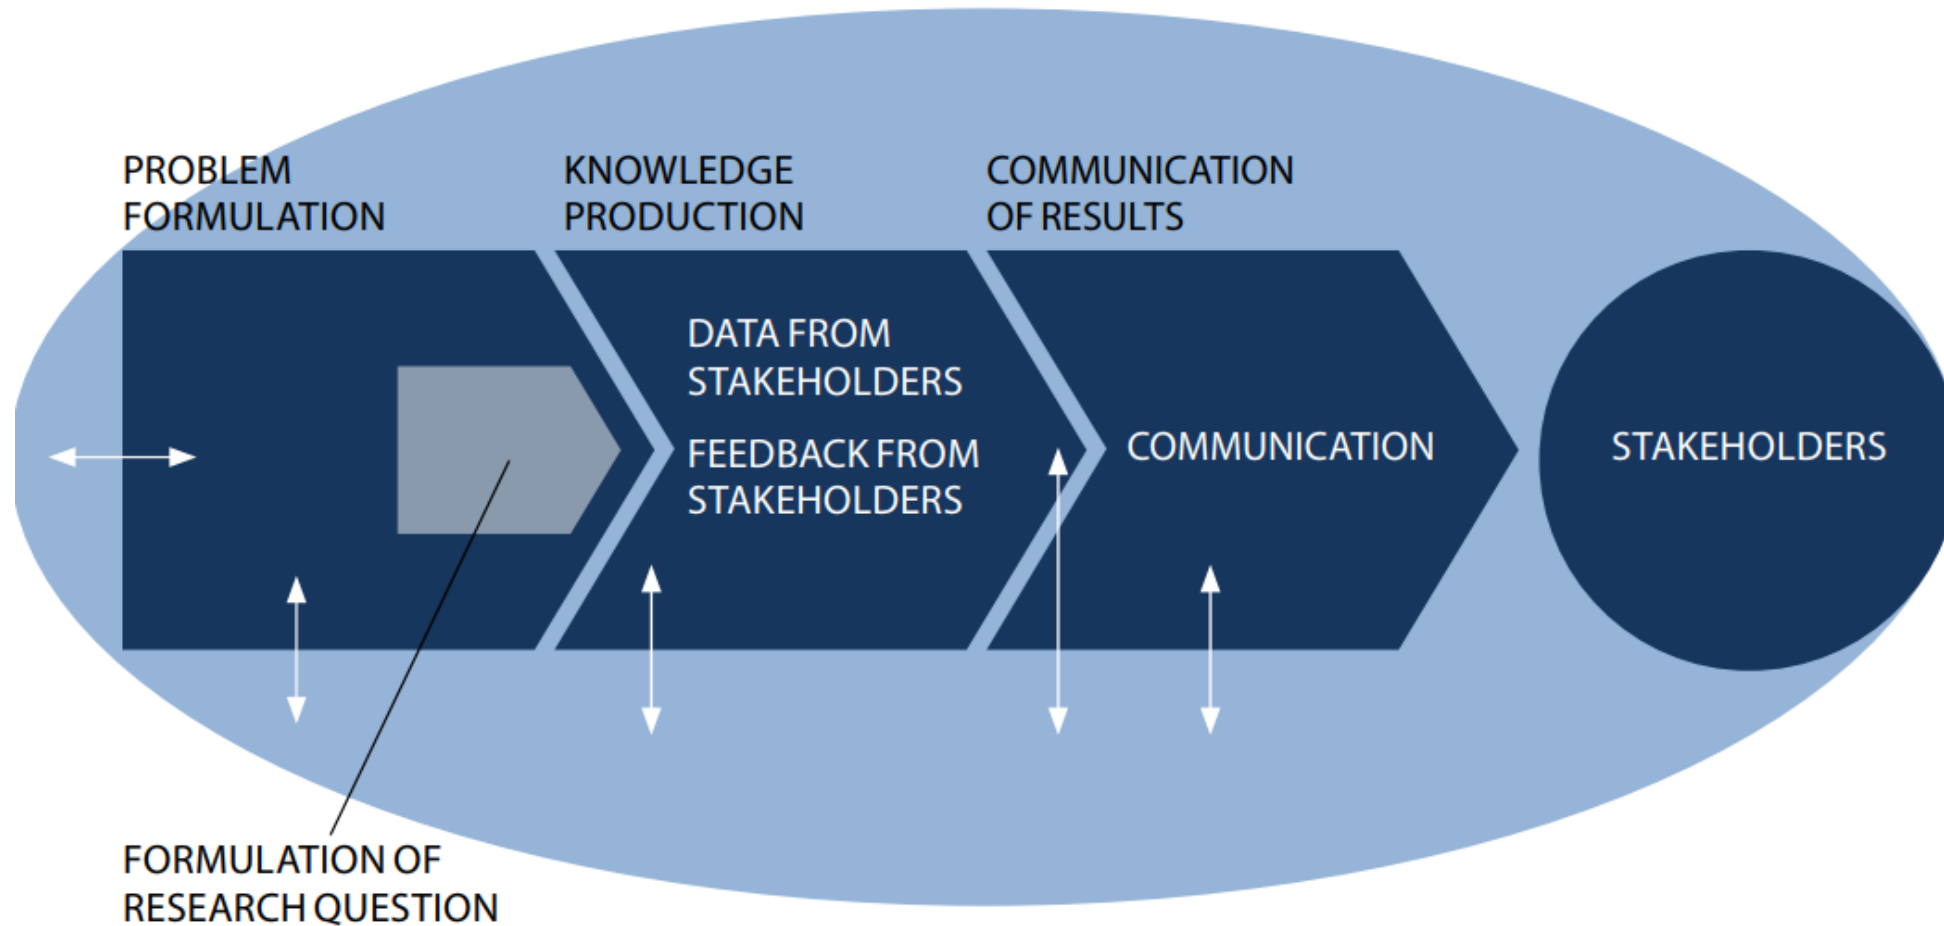 PROBLEM
FORMULATION
KNOWLEDGE
PRODUCTION
COMMUNICATION
OF RESULTS
DATA FROM
STAKEHOLDERS
FEEDBACK FROM
STAKEHOLDERS
COMMUNICATION
STAKEHOLDERS
FORMULATION OF
RESEARCH QUESTION